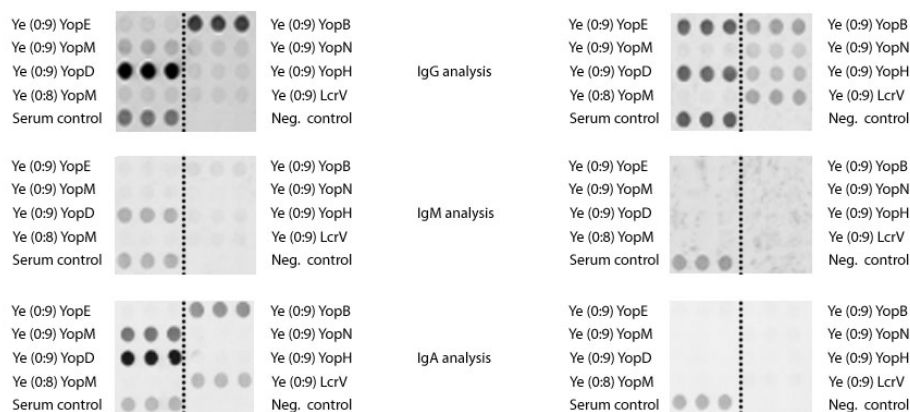 Ye (0:9) YopE Ye (0:9) YopB Ye (0:9) YopE Ye (0:9) YopB
Ye (0:9) YopM Ye (0:9) YopN Ye (0:9) YopM Ye (0:9) YopN
Ye (0:9) YopD Ye (0:9) YopH IgG analysis Ye (0:9) YopD Ye (0:9) YopH
Ye (0:8) YopM Ye (0:9) LcrV Ye (0:8) YopM Ye (0:9) LcrV
Serum control Neg. control Serum control Neg. control
Ye (0:9) YopE Ye (0:9) YopB Ye (0:9) YopE Ye (0:9) YopB
Ye (0:9) YopM Ye (0:9) YopN Ye (0:9) YopM Ye (0:9) YopN
Ye (0:9) YopD Ye (0:9) YopH IgM analysis Ye (0:9) YopD Ye (0:9) YopH
Ye (0:8) YopM Ye (0:9) LcrV Ye (0:8) YopM Ye (0:9) LcrV
Serum control Neg. control Serum control Neg. control
Ye (0:9) YopE Ye (0:9) YopB Ye (0:9) YopE Ye (0:9) YopB
Ye (0:9) YopM Ye (0:9) YopN Ye (0:9) YopM Ye (0:9) YopN
Ye (0:9) YopD Ye (0:9) YopH IgA analysis Ye (0:9) YopD Ye (0:9) YopH
Ye (0:8) YopM Ye (0:9) LcrV Ye (0:8) YopM Ye (0:9) LcrV
Serum control Neg. control Serum control Neg. control